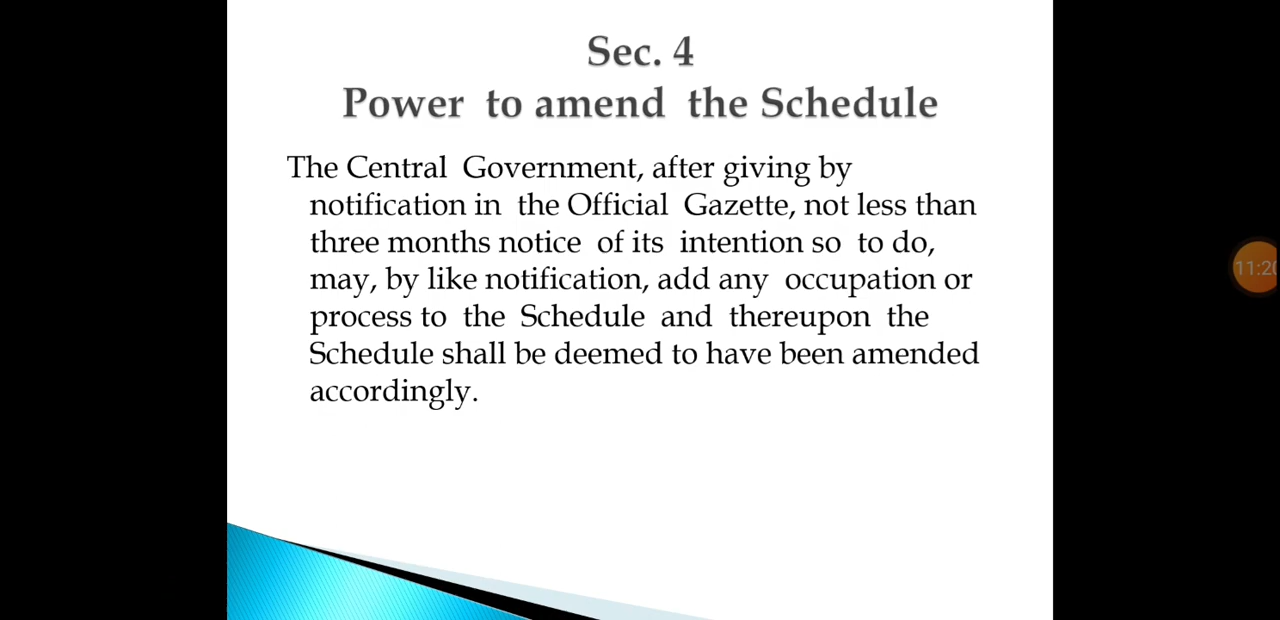 Sec. 4
Power to amend the Schedule
The Central Government, after giving by
notification in the Official Gazette, not less than
three months notice of its intention so to do,
may, by like notification, add any occupation or
process to the Schedule and thereupon the
Schedule shall be deemed to have been amended
accordingly.